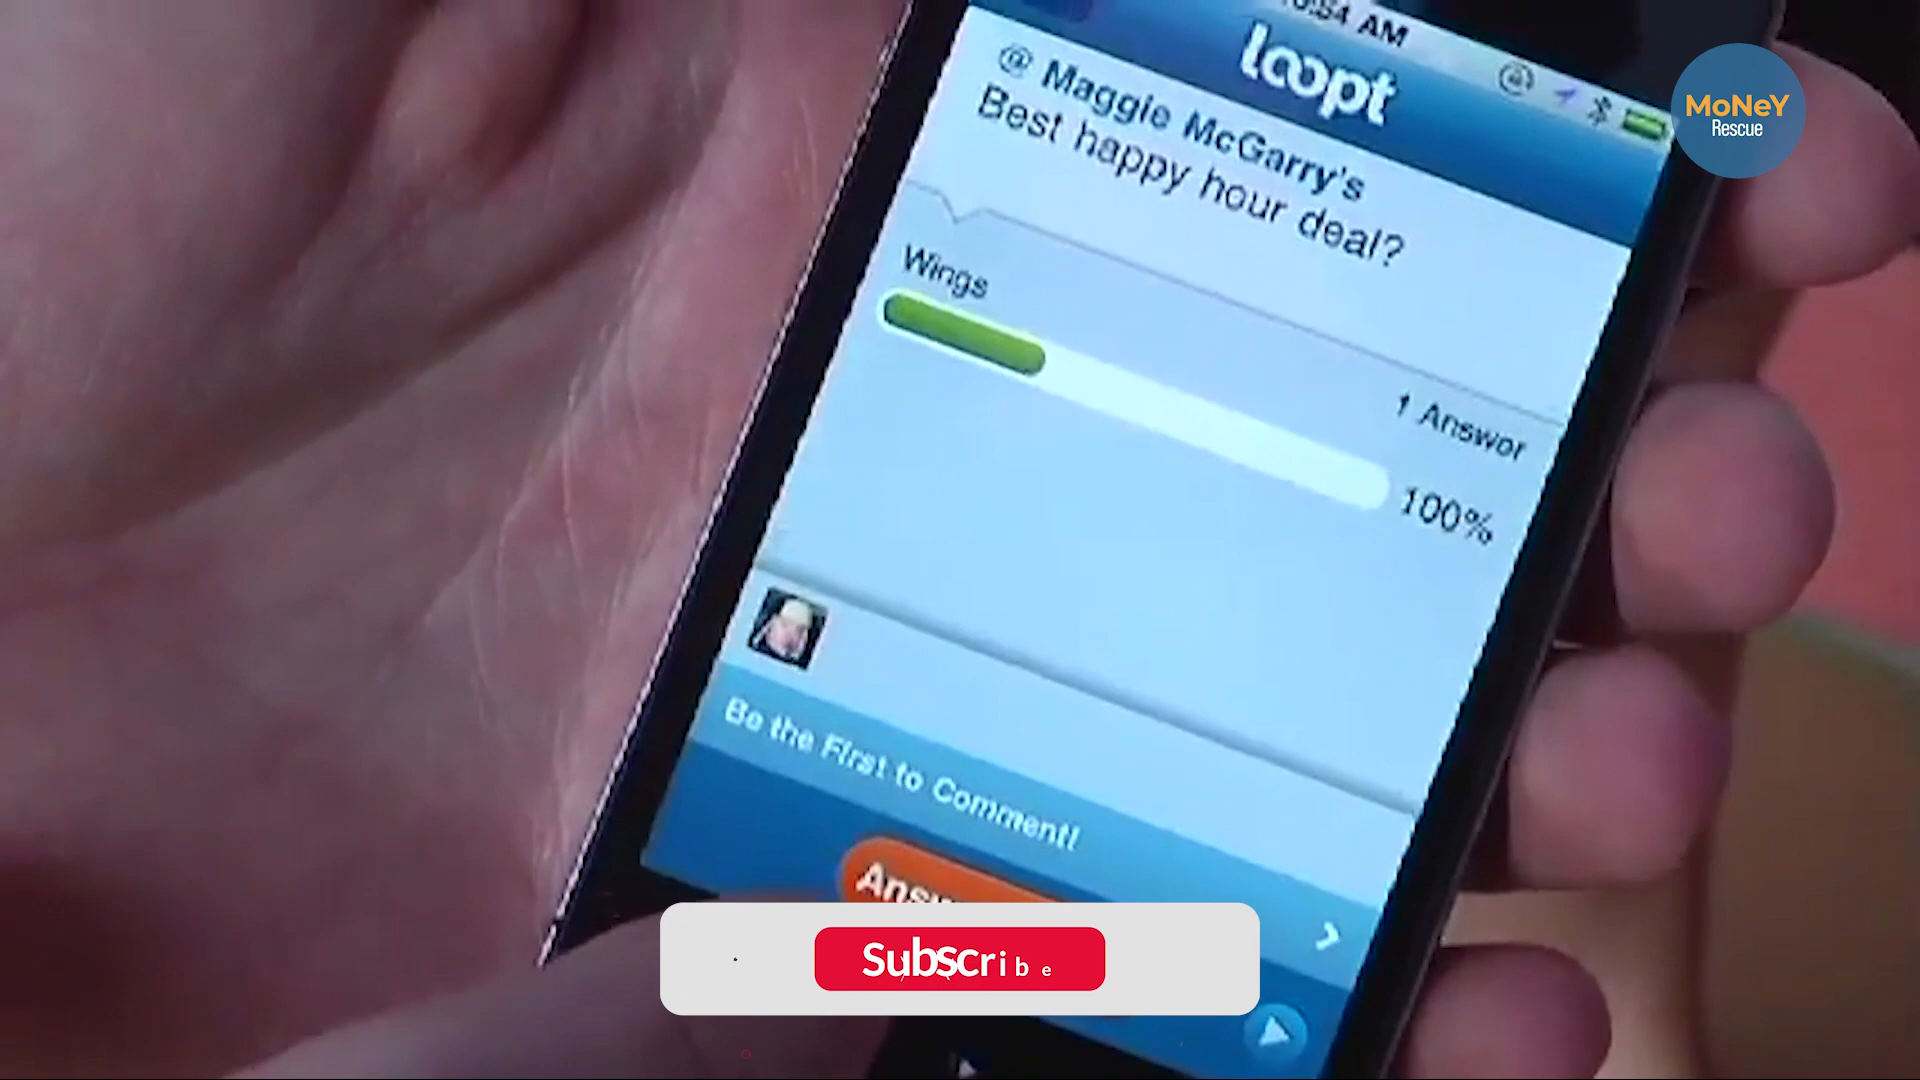 AM
loopt
@ Maggie McGarry's
Best happy hour deal?
Wings
1 Answer
100%
Be the First to Comment!
MoNeY
Rescue
Subscribe